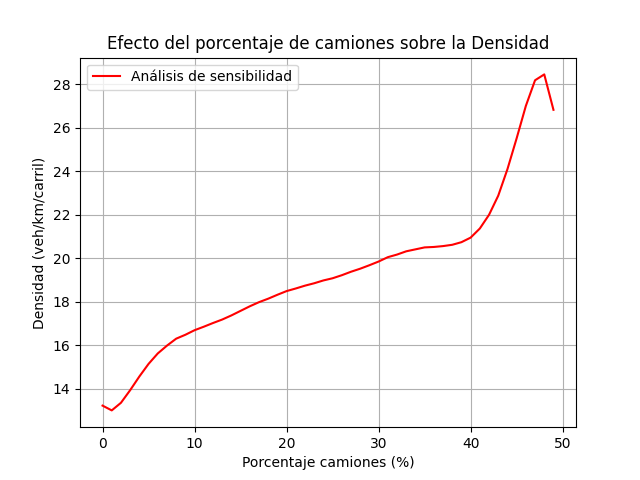 Efecto del porcentaje de camiones sobre la Densidad
Análisis de sensibilidad
28
26
24
22
20
18
16
14
Densidad (veh/km/carril)
0 10 20 30 40 50
Porcentaje camiones (%)